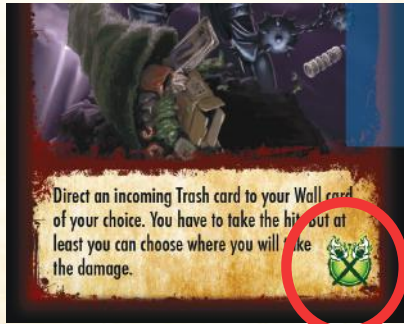 Direct an incoming Trash card to your Wall card
of your choice. You have to take the hit, but at
least you can choose where you will take
the damage.